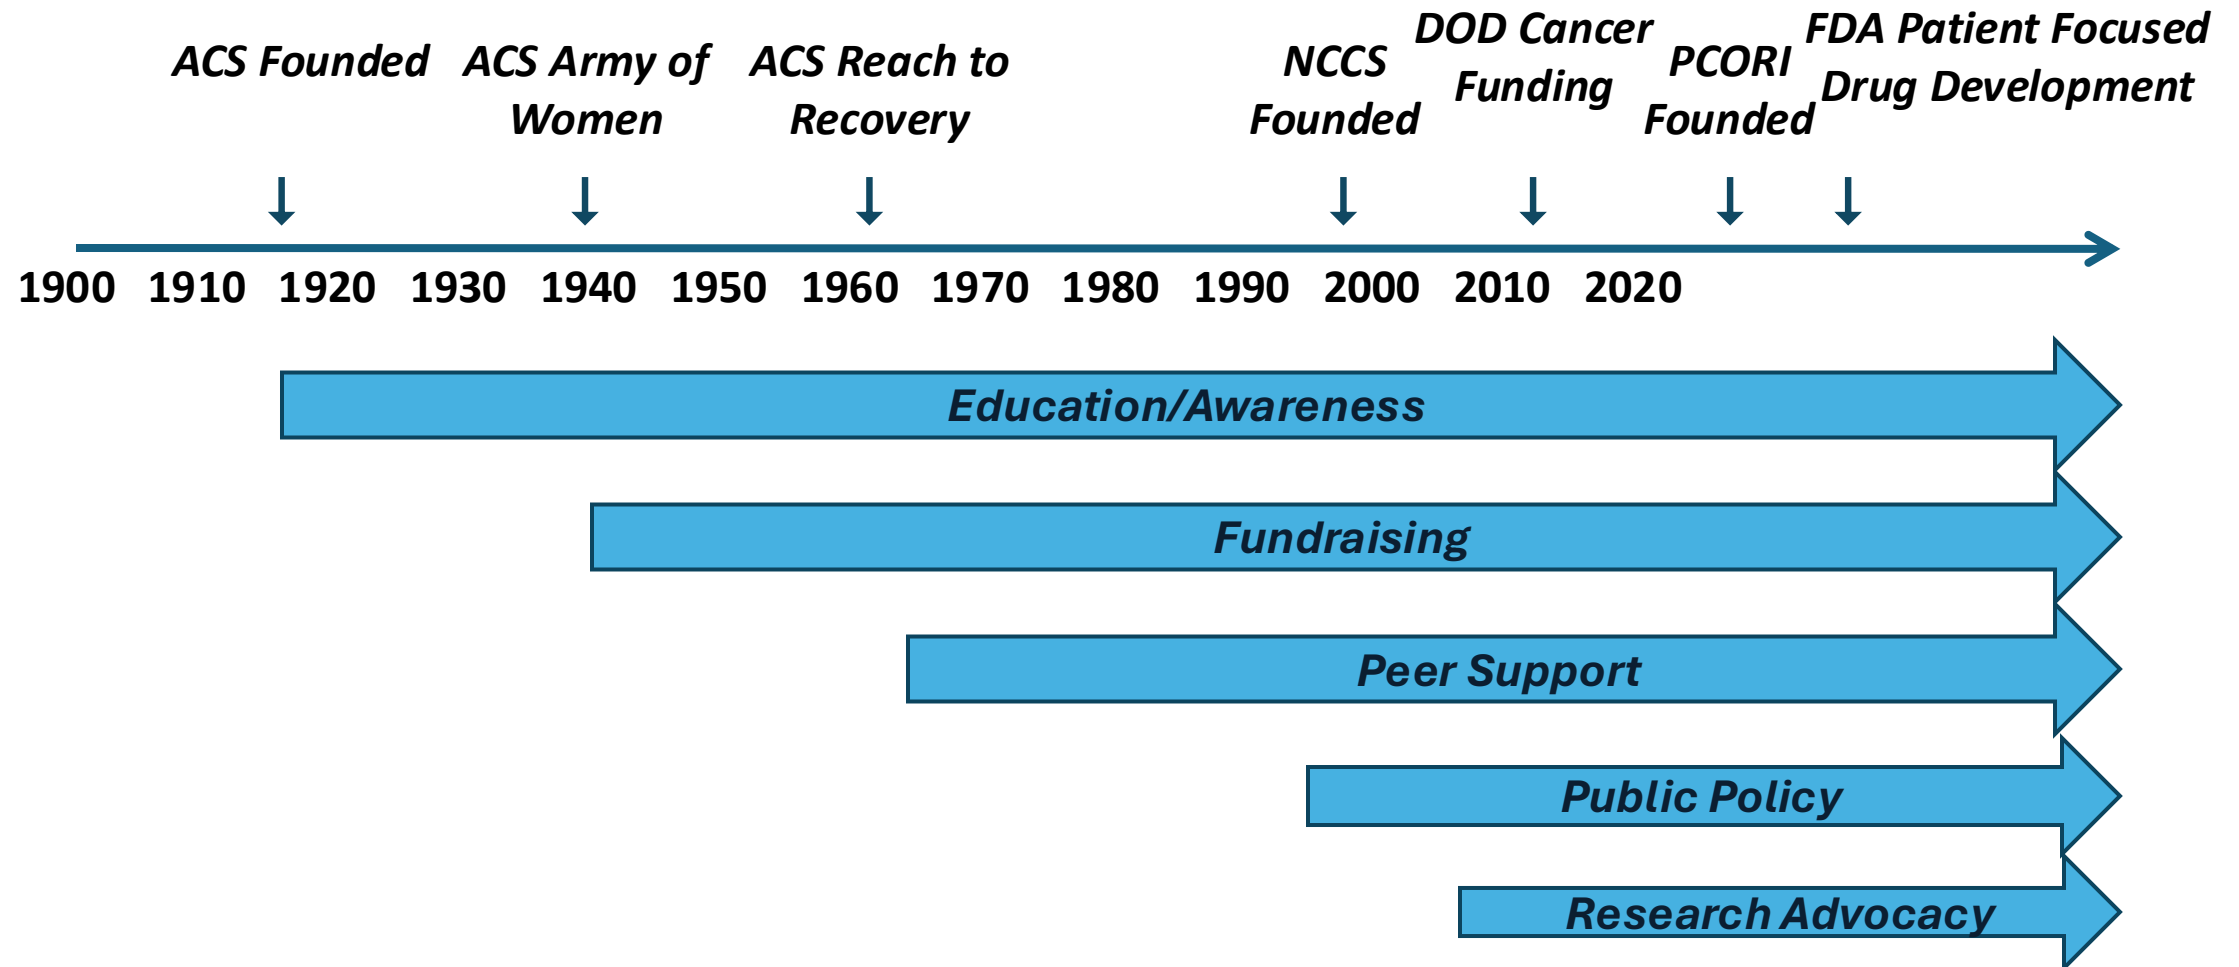 ACS Founded
ACS Army of
Women
ACS Reach to
Recovery
NCCS
Founded
DOD Cancer
Funding
PCORI
Founded
FDA Patient Focused
Drug Development
1900 1910 1920 1930 1940 1950 1960 1970 1980 1990 2000 2010 2020
Education/Awareness
Fundraising
Peer Support
Public Policy
Research Advocacy